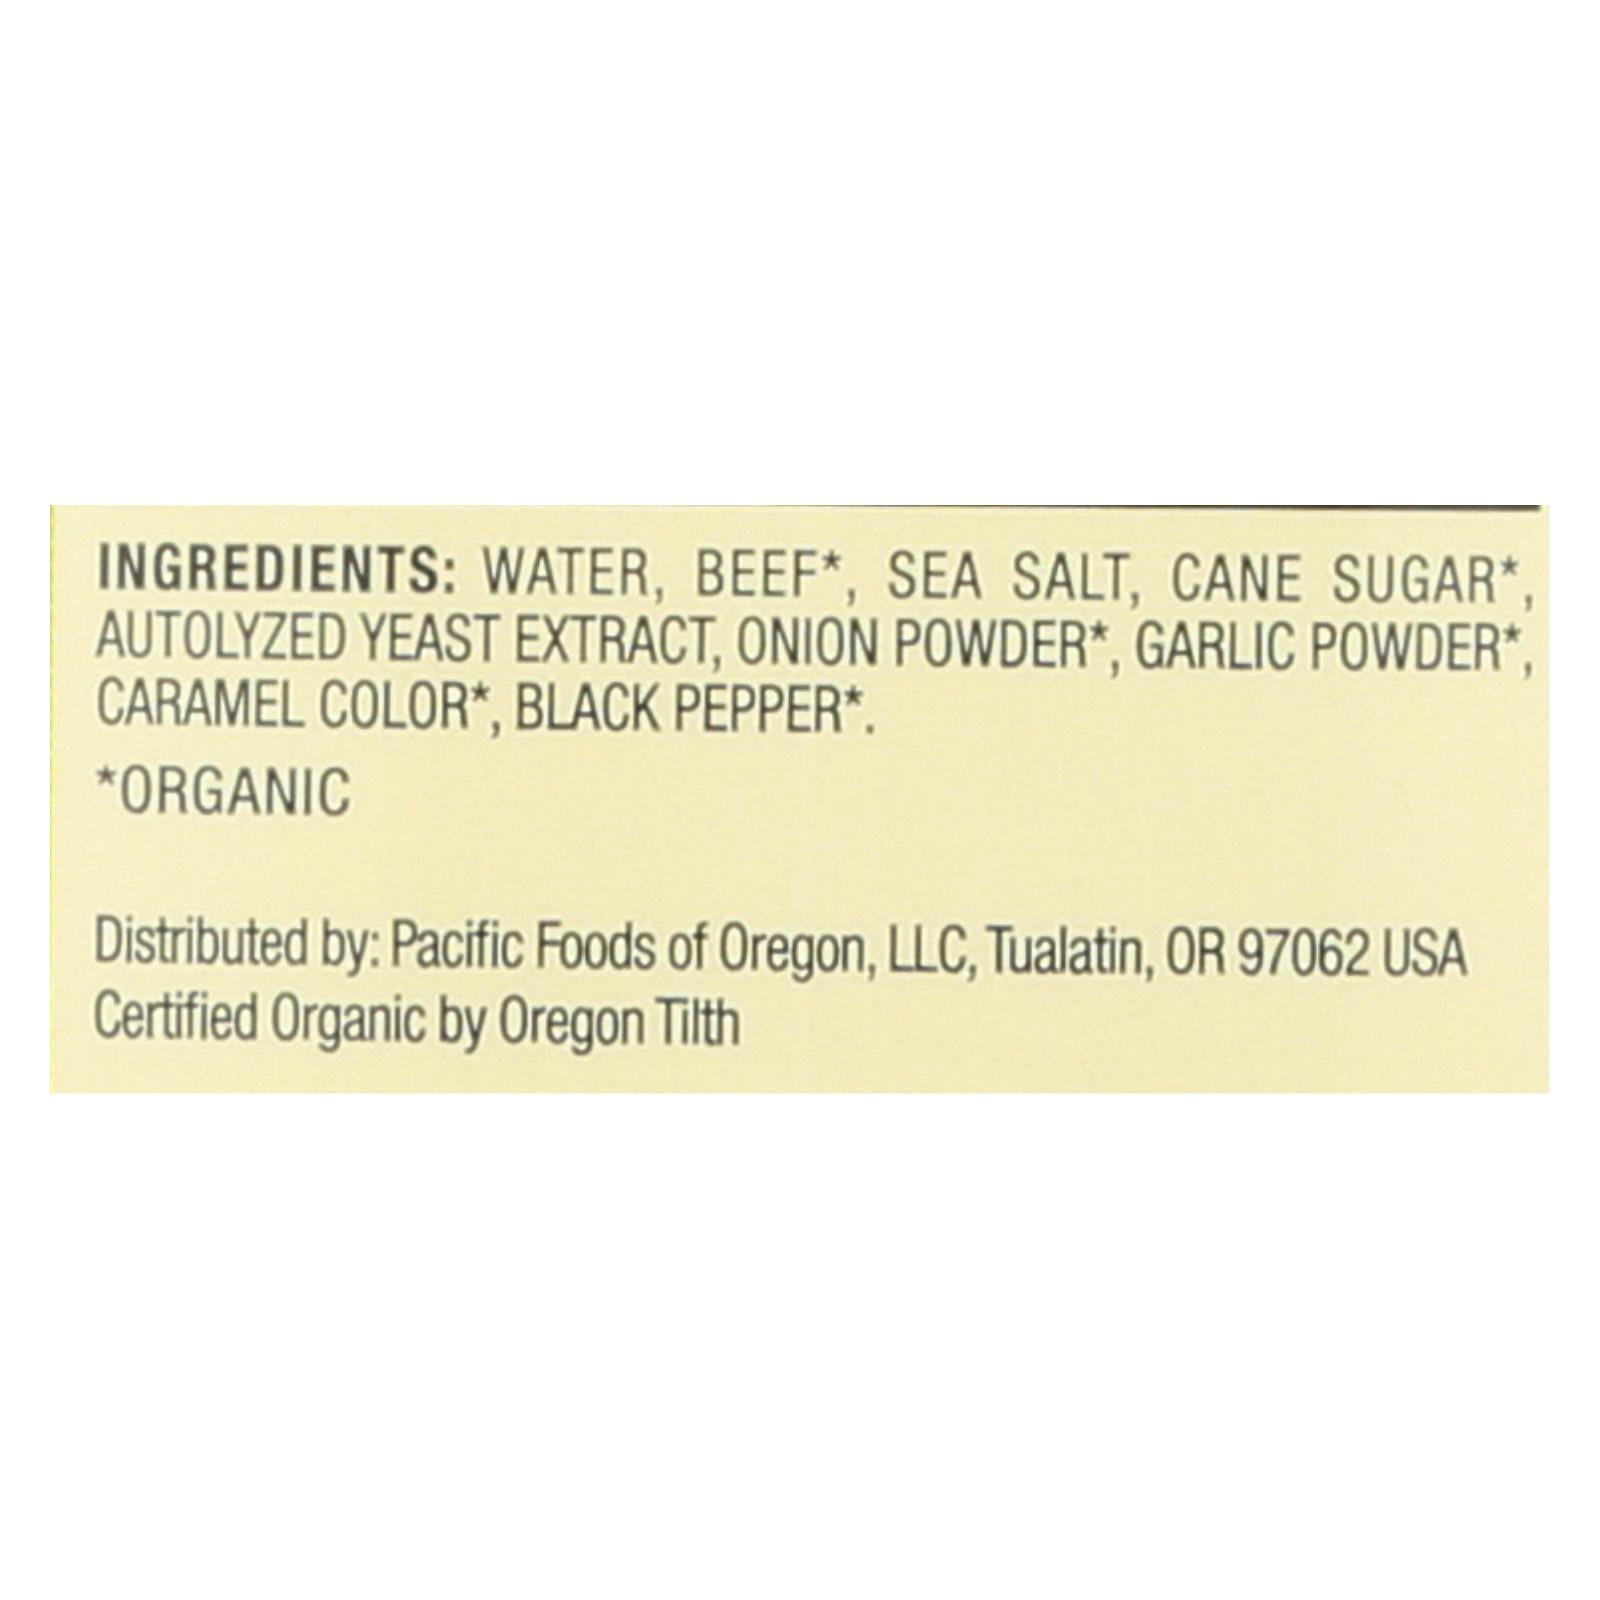 INGREDIENTS: WATER, BEEF*, SEA SALT, CANE SUGAR*,
AUTOLYZED YEAST EXTRACT, ONION POWDER*, GARLIC POWDER*,
CARAMEL COLOR*, BLACK PEPPER*.
*ORGANIC
Distributed by: Pacific Foods of Oregon, LLC, Tualatin, OR 97062 USA
Certified Organic by Oregon Tilth